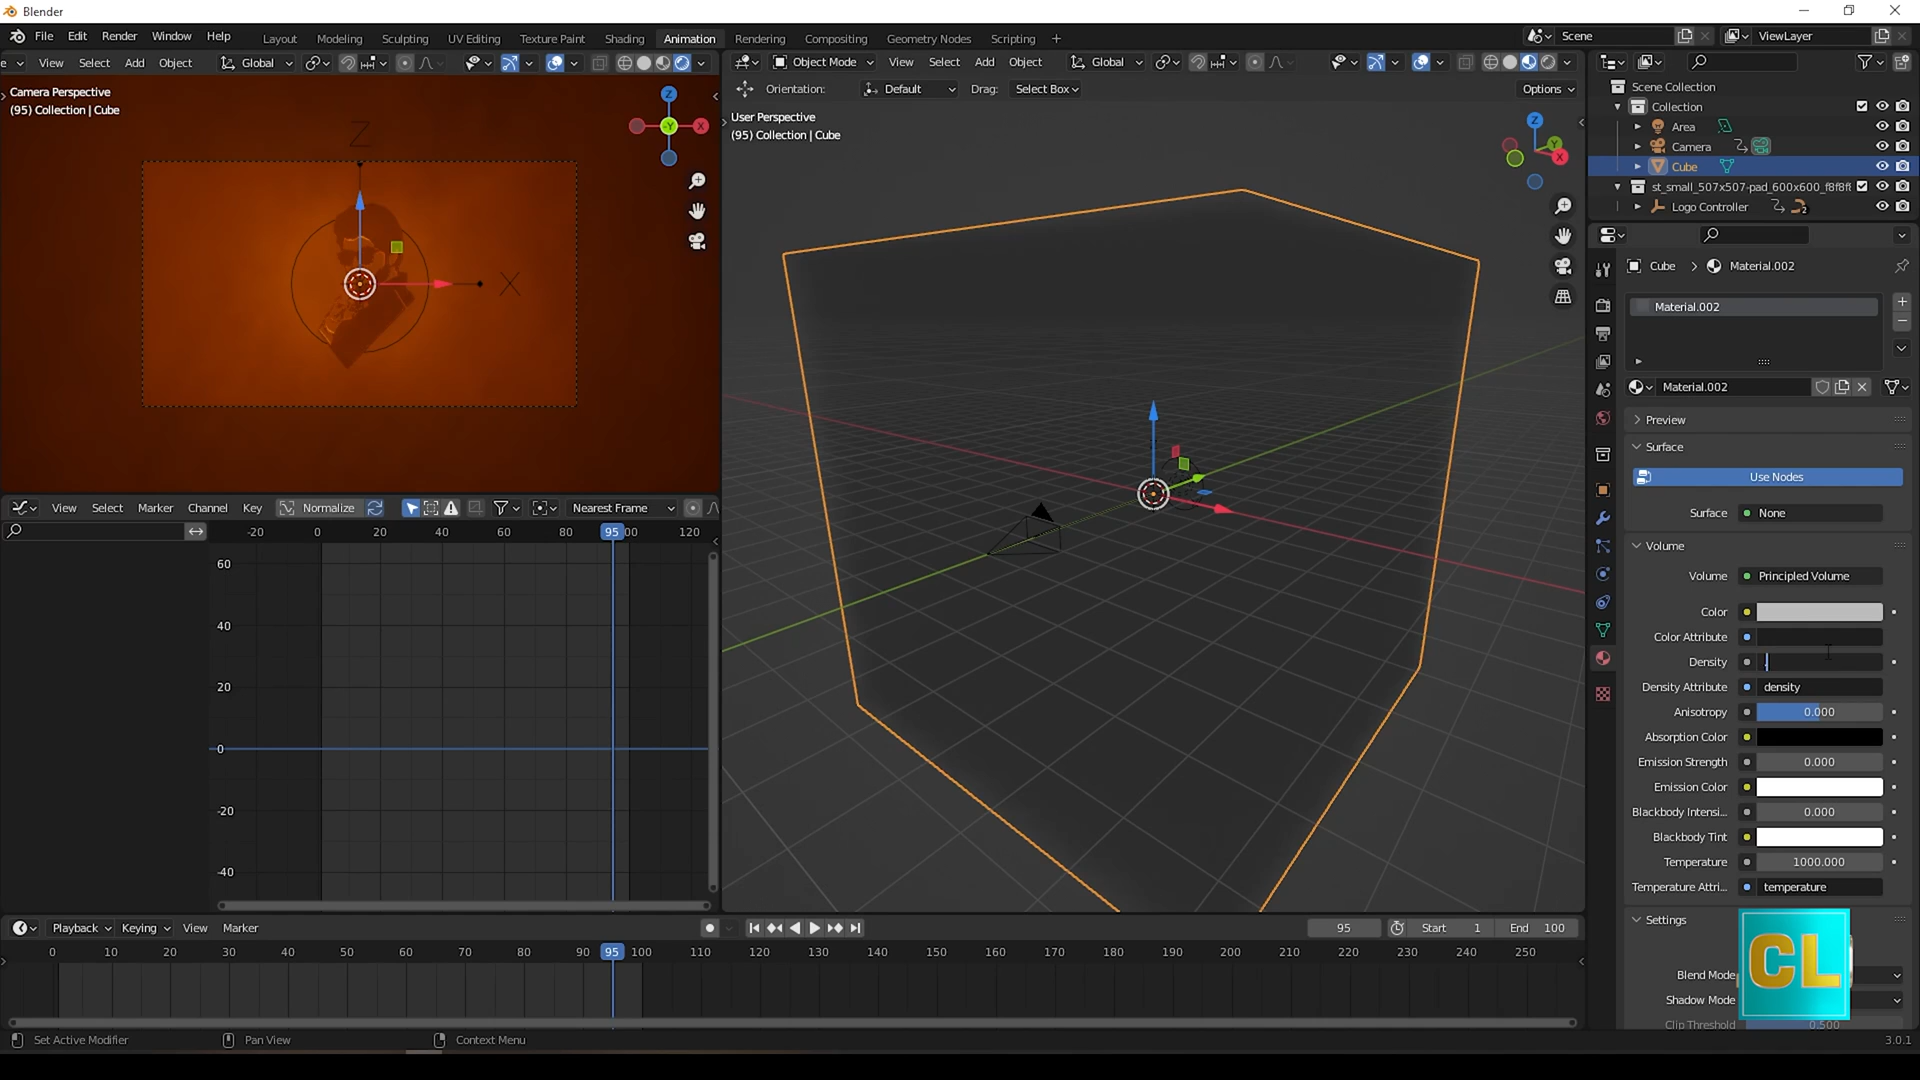 Blender
File Edit Render Window Help
Layout Modeling Sculpting UV Editing Texture Paint Shading Animation Rendering Compositing Geometry Nodes Scripting +
Scene
ViewLayer
e View Select Add Object Global
Object Mode View Select Add Object Global
Orientation: Default Drag: Select Box
Options
Camera Perspective
(95) Collection | Cube
Z
X
Z
Y
X
User Perspective
(95) Collection | Cube
Z
Y
X
Scene Collection
Collection
Area
Camera
Cube
st_small_507x507-pad_600x600_f8f8f
Logo Controller
2
Cube > Material.002
Material.002
Material.002
Preview
Surface
Use Nodes
Surface None
Volume
Volume Principled Volume
Color
Color Attribute
Density .
Density Attribute density
Anisotropy 0.000
Absorption Color
Emission Strength 0.000
Emission Color
Blackbody Intensi... 0.000
Blackbody Tint
Temperature 1000.000
Temperature Attri... temperature
Settings
Blend Mode
Shadow Mode
Clip Threshold 0.500
CL
View Select Marker Channel Key Normalize Nearest Frame
-20 0 20 40 60 80 95 00 120
60
40
20
0
-20
-40
Playback Keying View Marker
95 Start 1 End 100
0 10 20 30 40 50 60 70 80 90 95 100 110 120 130 140 150 160 170 180 190 200 210 220 230 240 250
Set Active Modifier Pan View Context Menu
3.0.1